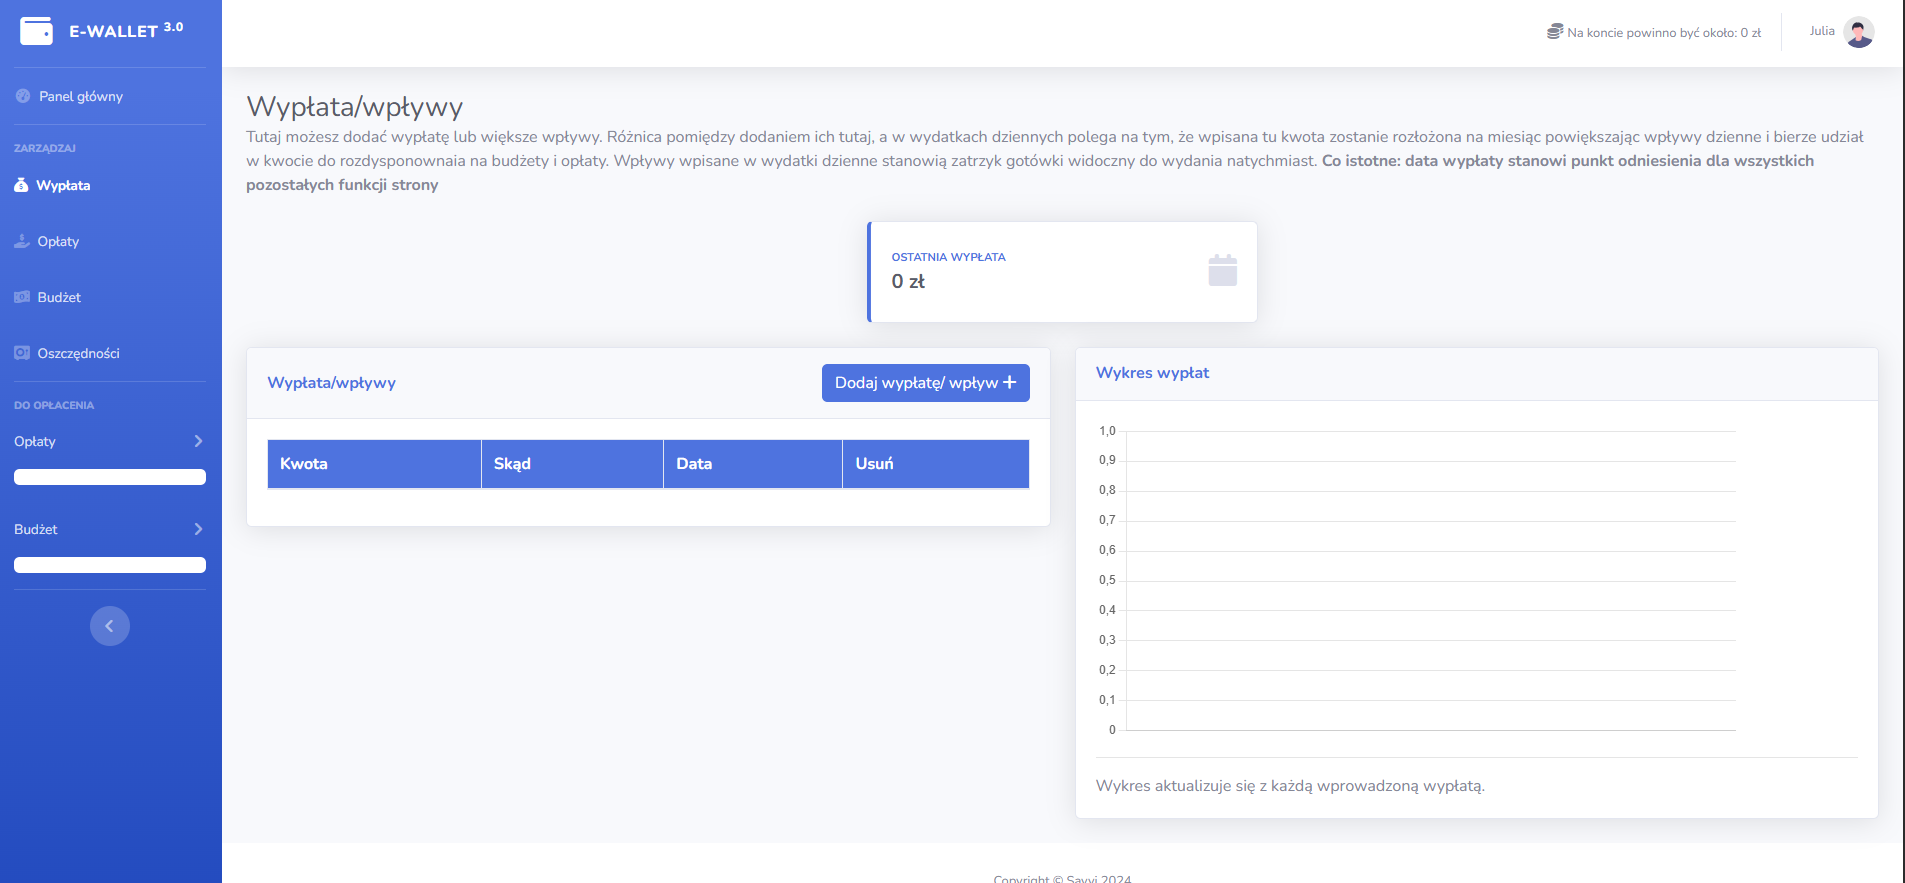 E-WALLET 3.0
Na koncie powinno być około: 0 zł
Julia
Panel główny
ZARZĄDZAJ
Wypłata
Opłaty
Budżet
Oszczędności
DO OPŁACENIA
Opłaty
Budżet
Wypłata/wpływy
Tutaj możesz dodać wypłatę lub większe wpływy. Różnica pomiędzy dodaniem ich tutaj, a w wydatkach dziennych polega na tym, że wpisana tu kwota zostanie rozłożona na miesiąc powiększając wpływy dzienne i bierze udział
w kwocie do rozdysponownaia na budżety i opłaty. Wpływy wpisane w wydatki dzienne stanowią zatrzyk gotówki widoczny do wydania natychmiast. Co istotne: data wypłaty stanowi punkt odniesienia dla wszystkich
pozostałych funkcji strony
OSTATNIA WYPŁATA
0 zł
Wypłata/wpływy
Dodaj wypłatę/ wpływ
Kwota Skąd Data Usuń
Wykres wypłat
1,0
0,9
0,8
0,7
0,6
0,5
0,4
0,3
0,2
0,1
0
Wykres aktualizuje się z każdą wprowadzoną wypłatą.
Copyright © Savvi 2024